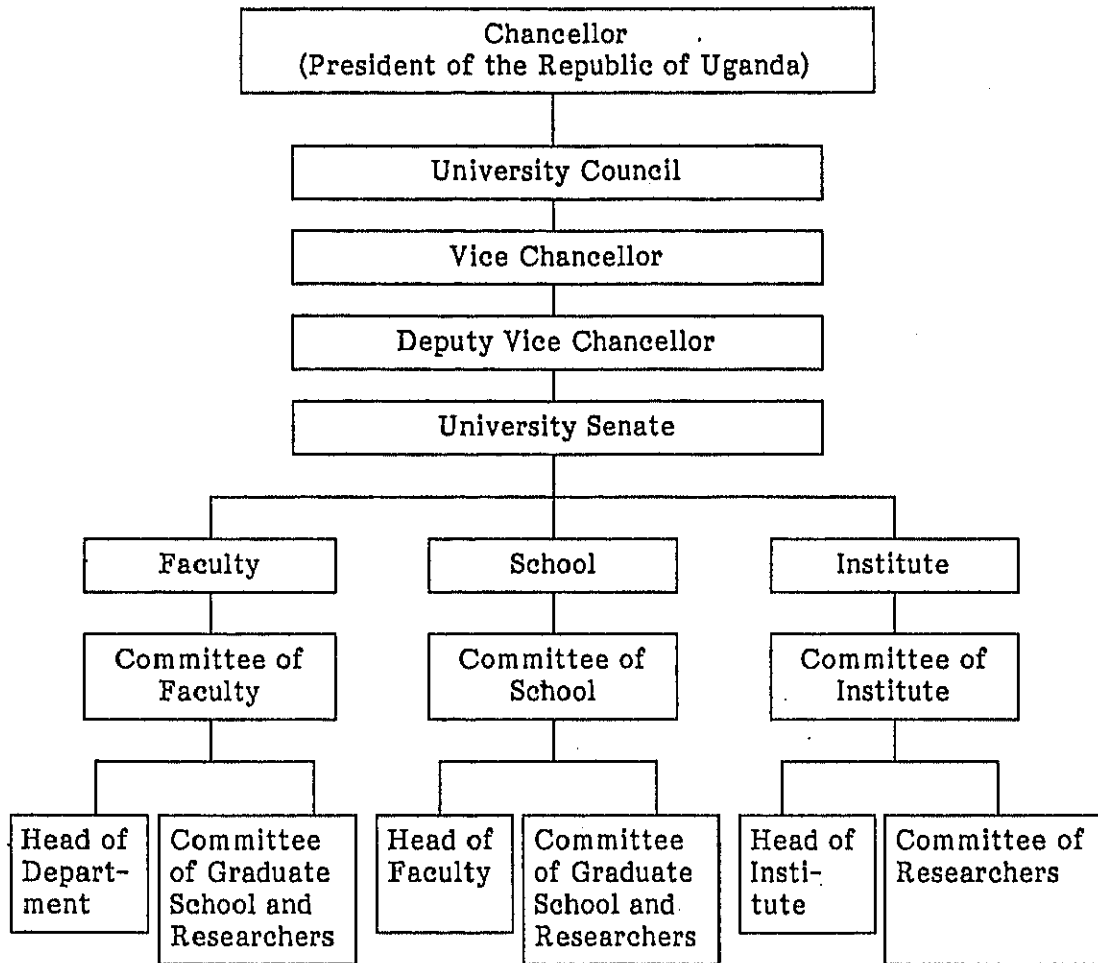 Chancellor
(President of the Republic of Uganda)
University Council
Vice Chancellor
Deputy Vice Chancellor
University Senate
Faculty
School
Institute
Committee of
Faculty
Committee of
School
Committee of
Institute
Head of
Depart-
ment
Committee
of Graduate
School and
Researchers
Head of
Faculty
Committee
of Graduate
School and
Researchers
Head of
Insti-
tute
Committee of
Researchers